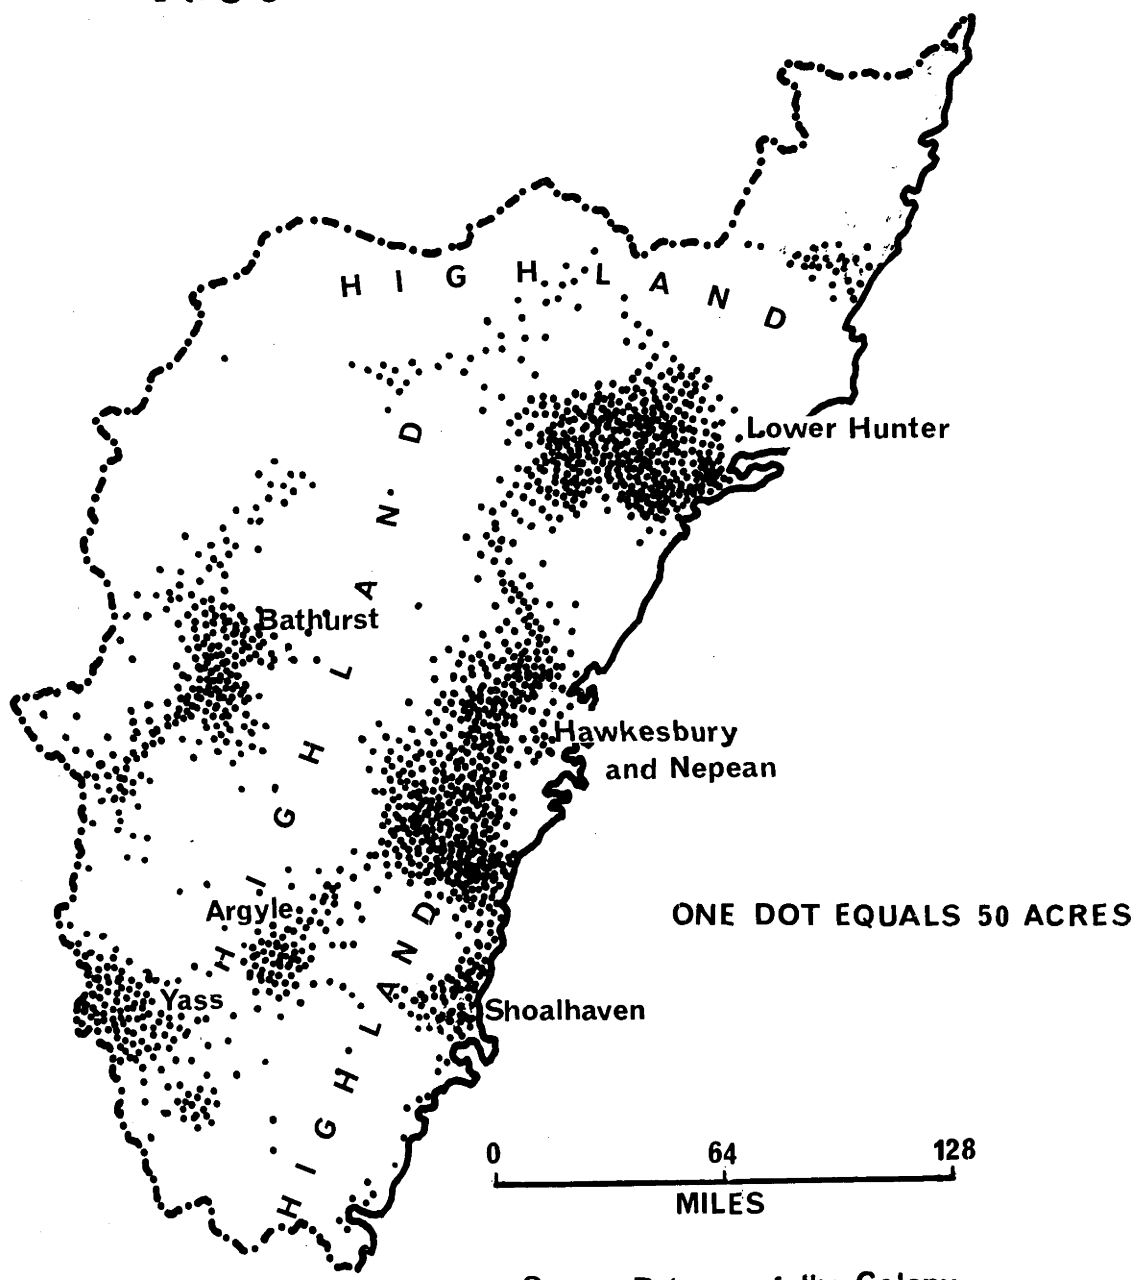 HIGHLAND
Lower Hunter
HIGHLAND
Bathurst
Hawkesbury
and Nepean
Argyle
ONE DOT EQUALS 50 ACRES
HIGHLAND
Yass
Shoalhaven
0 64 128
MILES